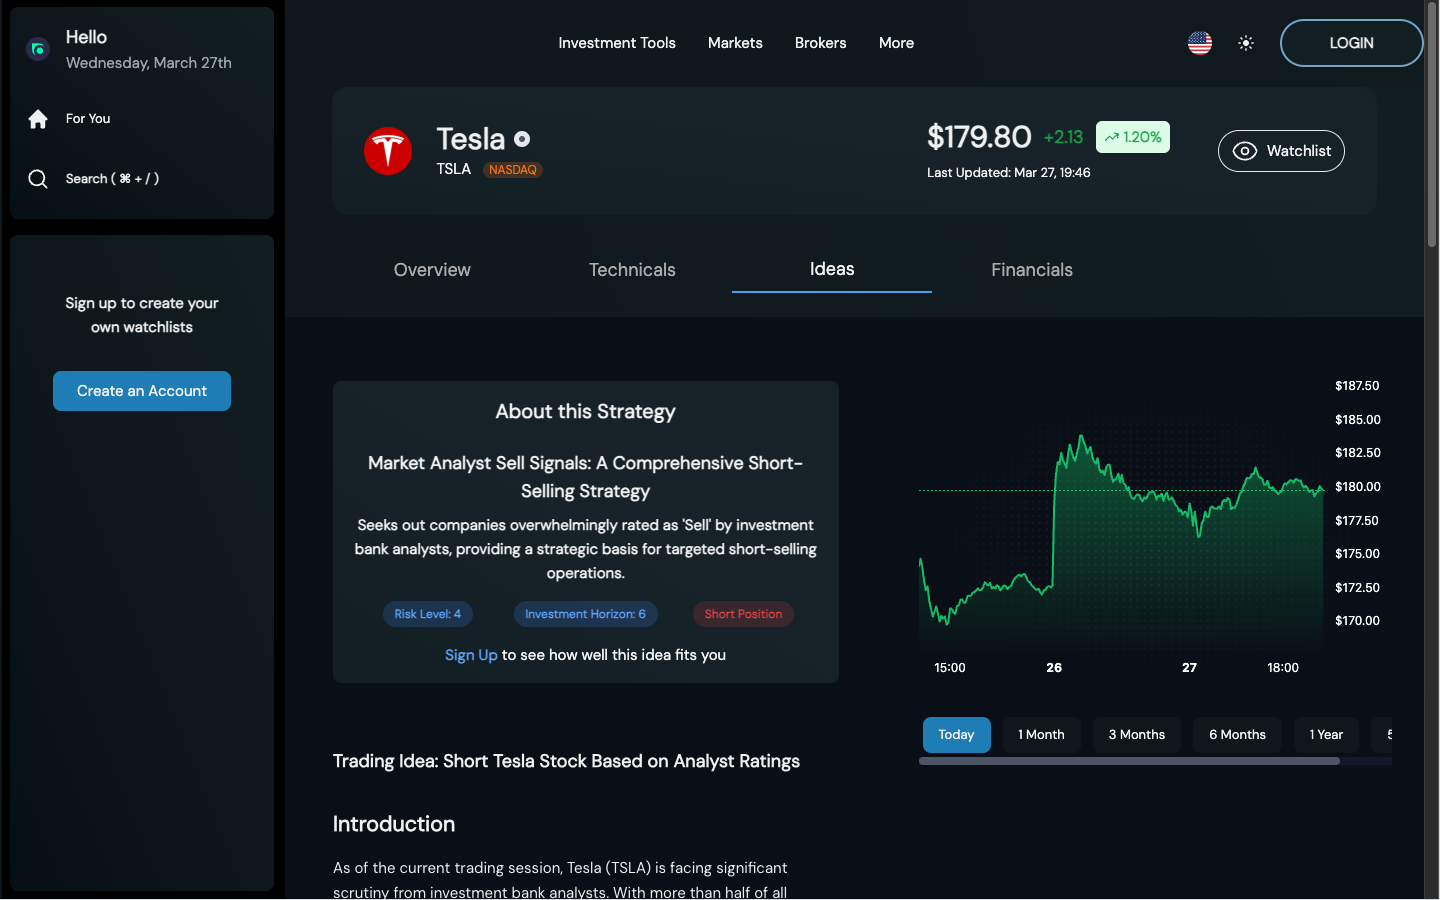 Hello
Wednesday, March 27th
For You
Search ( ⌘ + / )
Sign up to create your
own watchlists
Create an Account
Investment Tools
Markets
Brokers
More
LOGIN
Tesla
TSLA
NASDAQ
$179.80
+2.13
1.20%
Last Updated: Mar 27, 19:46
Watchlist
Overview
Technicals
Ideas
Financials
About this Strategy
Market Analyst Sell Signals: A Comprehensive Short-
Selling Strategy
Seeks out companies overwhelmingly rated as 'Sell' by investment
bank analysts, providing a strategic basis for targeted short-selling
operations.
Risk Level: 4
Investment Horizon: 6
Short Position
Sign Up to see how well this idea fits you
$187.50
$185.00
$182.50
$180.00
$177.50
$175.00
$172.50
$170.00
15:00
26
27
18:00
Today
1 Month
3 Months
6 Months
1 Year
Trading Idea: Short Tesla Stock Based on Analyst Ratings
Introduction
As of the current trading session, Tesla (TSLA) is facing significant
scrutiny from investment bank analysts. With more than half of all